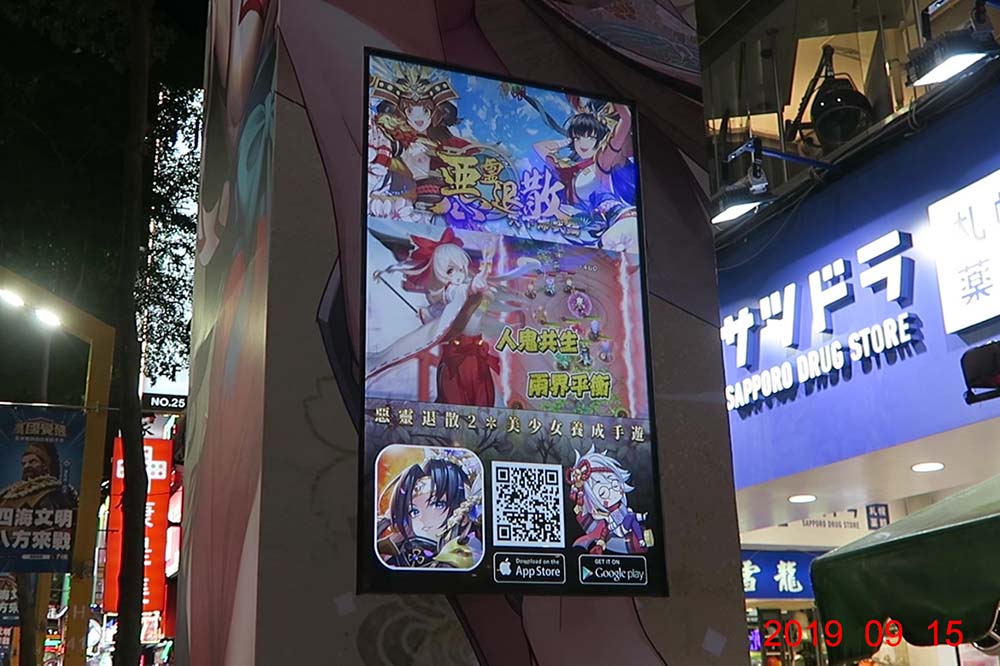 惡靈退散
人鬼共生
兩界平衡
惡靈退散2*美少女養成手遊
Download on the
App Store
GET IT ON
Google play
サツドラ
SAPPORO DRUG STORE
札
薬
SAPPORO DRUG STORE
雪龍
NO.25
四海文明
八方來戰
2019 09 15